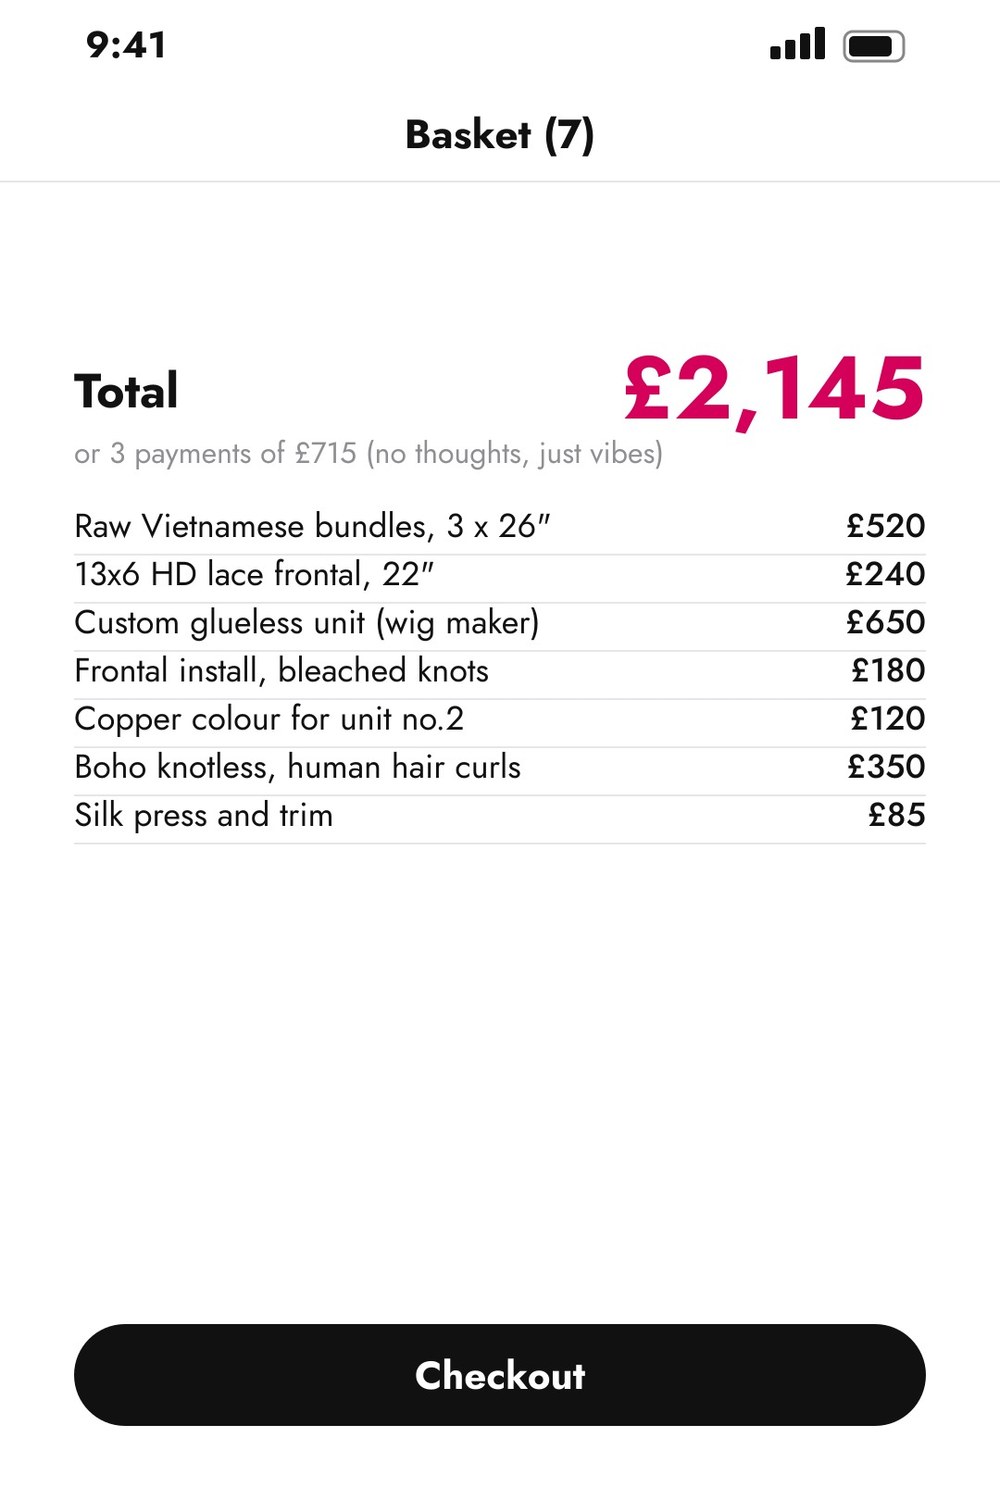 9:41
Basket (7)
Total £2,145
or 3 payments of £715 (no thoughts, just vibes)
Raw Vietnamese bundles, 3 x 26" £520
13x6 HD lace frontal, 22" £240
Custom glueless unit (wig maker) £650
Frontal install, bleached knots £180
Copper colour for unit no.2 £120
Boho knotless, human hair curls £350
Silk press and trim £85
Checkout